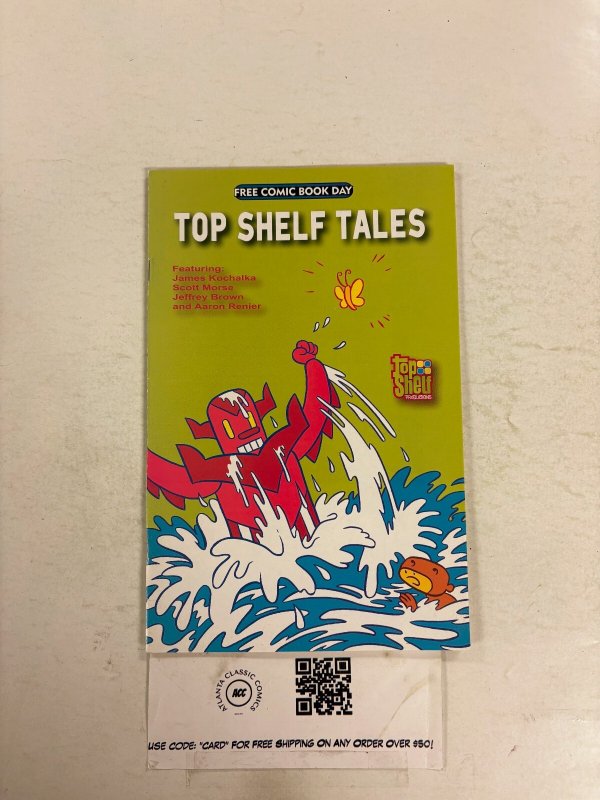 FREE COMIC BOOK DAY
TOP SHELF TALES
Featuring:
James Kochalka
Scott Morse
Jeffrey Brown
and Aaron Renier
Top
Shelf
PRODUCTIONS
ATLANTA CLASSIC COMICS
ACC
USE CODE: "CARD" FOR FREE SHIPPING ON ANY ORDER OVER $50!